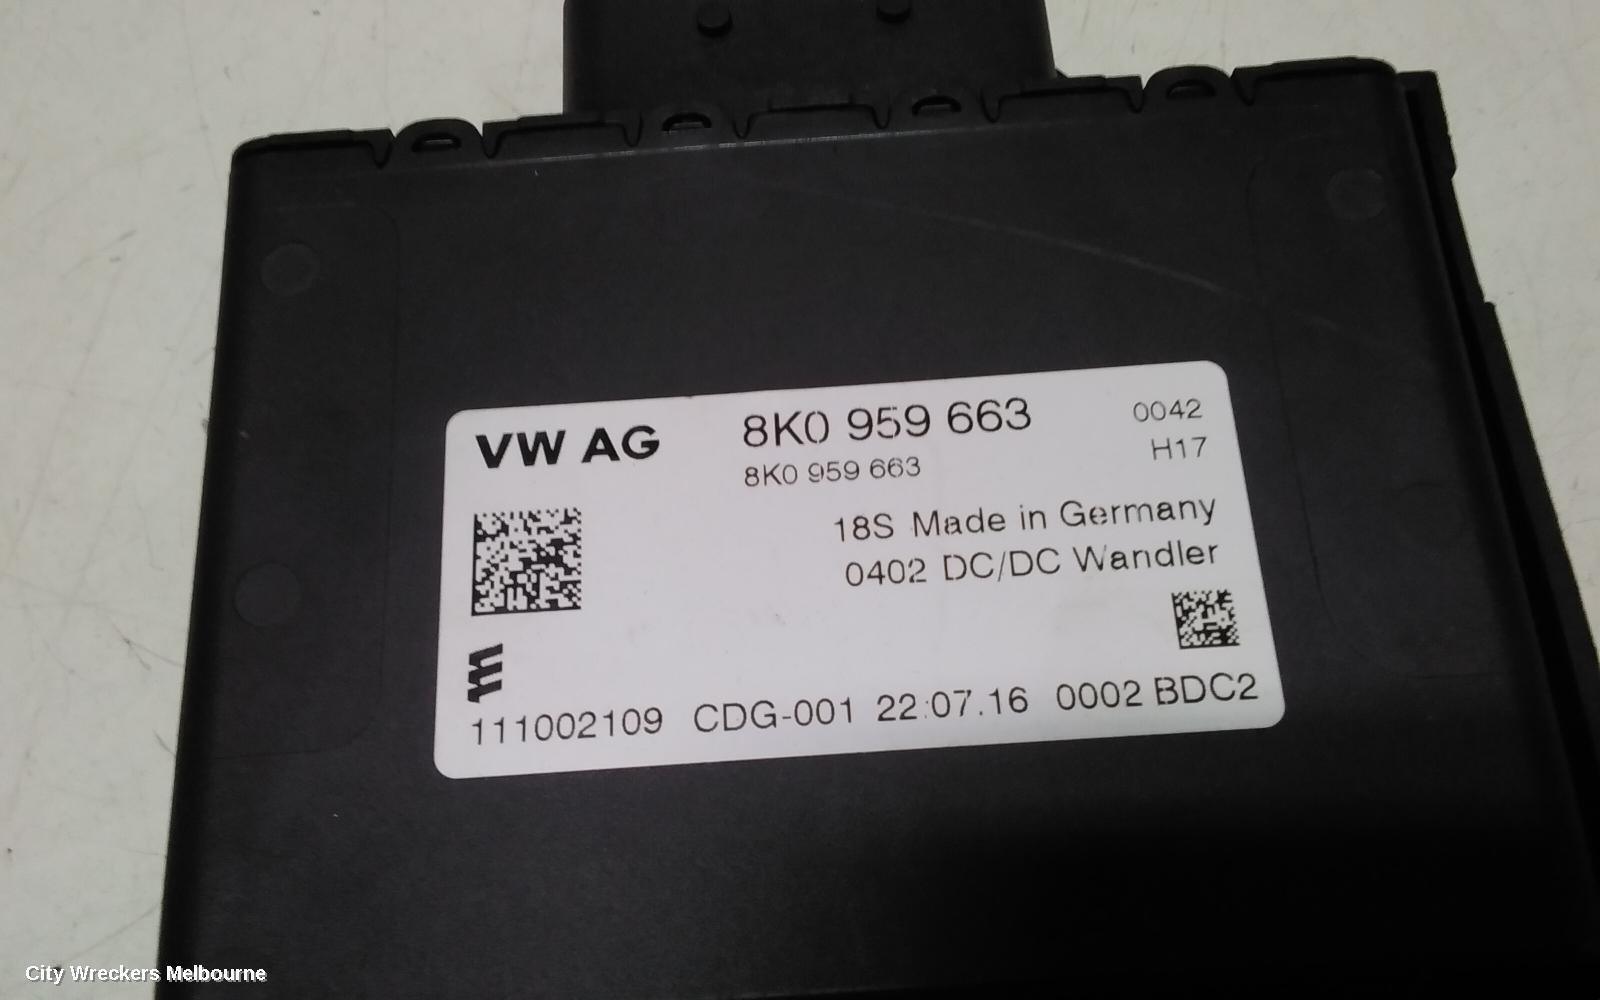 VW AG
8K0 959 663
0042
8K0 959 663
H17
18S Made in Germany
0402 DC/DC Wandler
111002109 CDG-001 22.07.16 0002 BDC2
City Wreckers Melbourne